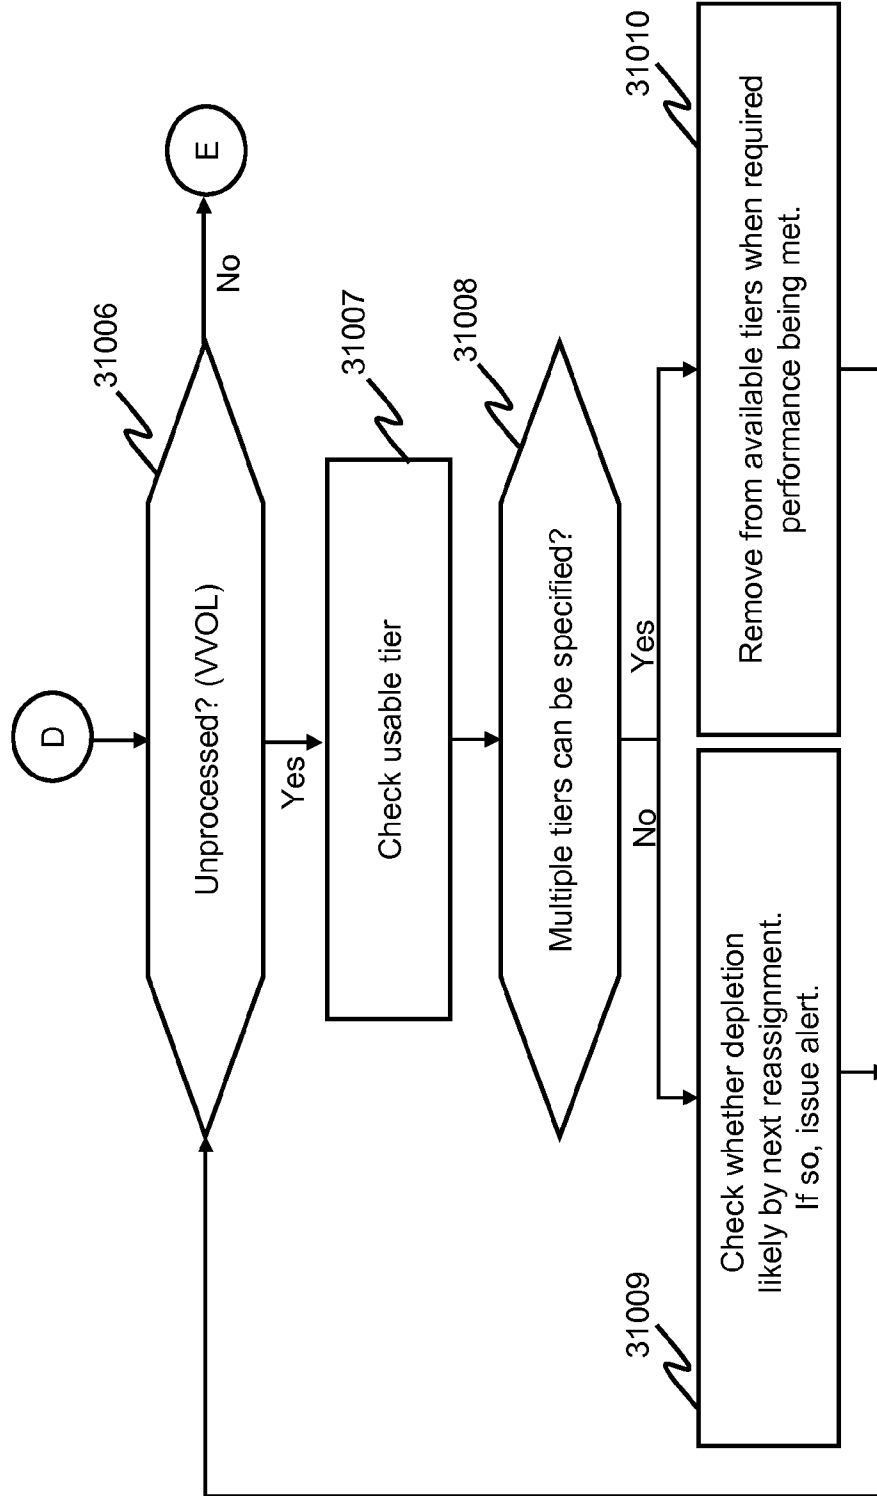 D
31006
Unprocessed? (VVOL)
No
E
Yes
31007
Check usable tier
31008
Multiple tiers can be specified?
No
Yes
31009
Check whether depletion
likely by next reassignment.
If so, issue alert.
31010
Remove from available tiers when required
performance being met.